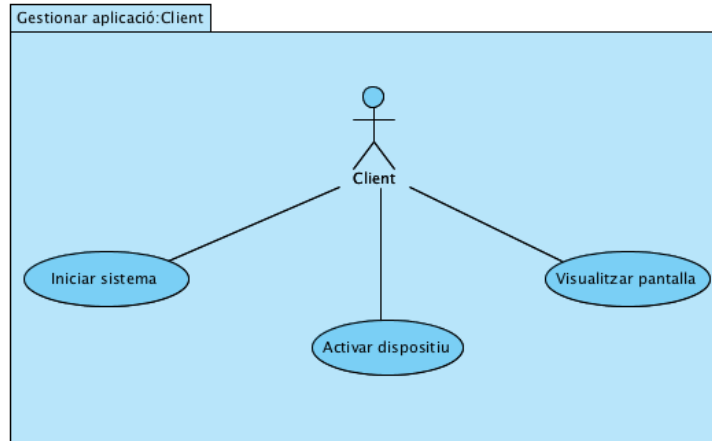 Gestionar aplicació:Client
Client
Iniciar sistema
Visualitzar pantalla
Activar dispositiu